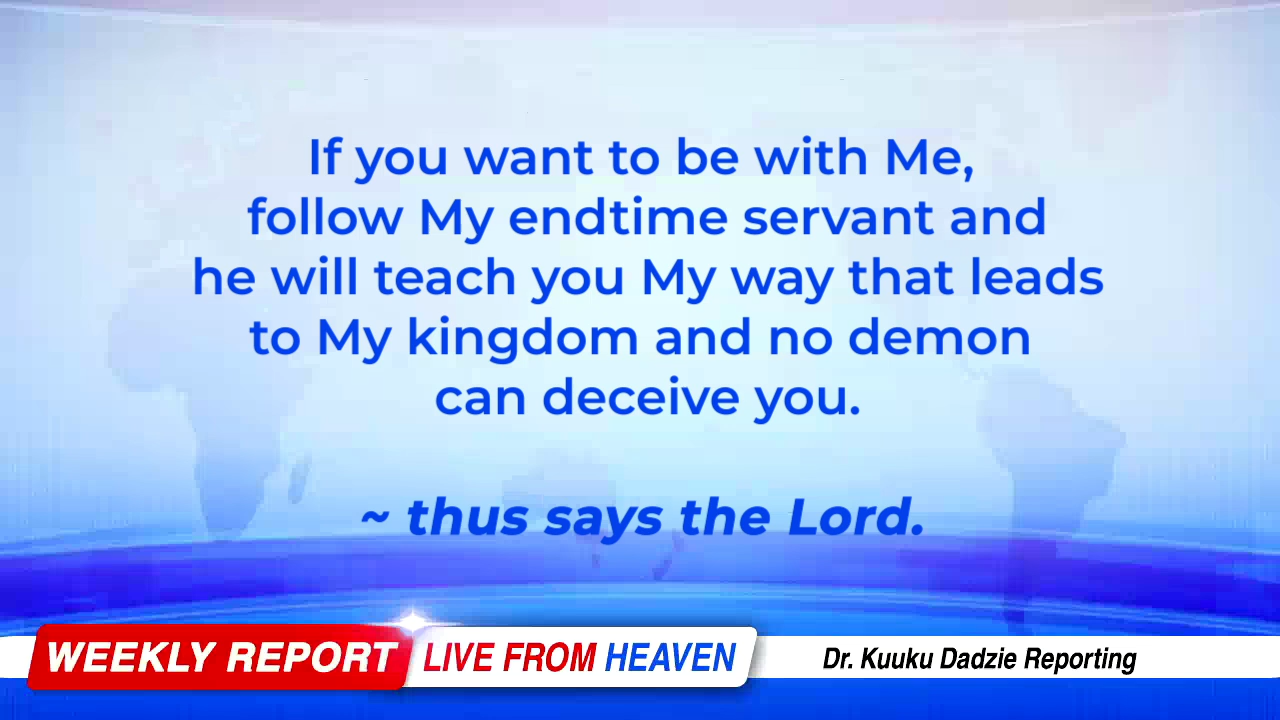 If you want to be with Me,
follow My endtime servant and
he will teach you My way that leads
to My kingdom and no demon
can deceive you.
~ thus says the Lord.
WEEKLY REPORT LIVE FROM HEAVEN Dr. Kuuku Dadzie Reporting